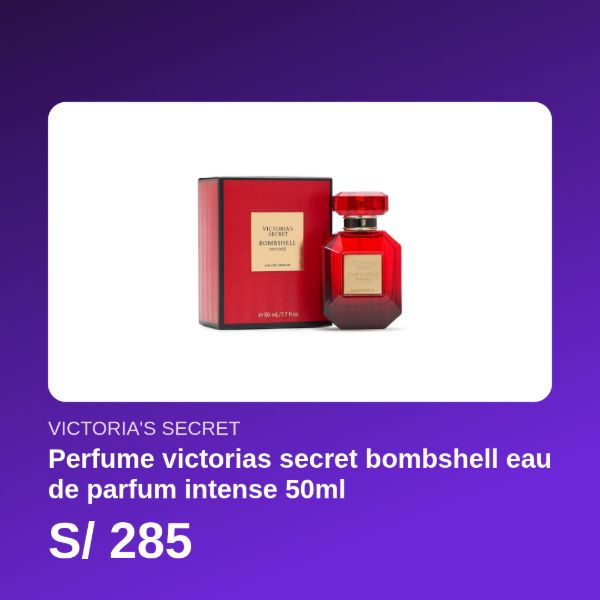 VICTORIA'S
SECRET
BOMBSHELL
INTENSE
EAU DE PARFUM
e 50 mL/1.7 fl oz
VICTORIA'S SECRET
Perfume victorias secret bombshell eau
de parfum intense 50ml
S/ 285